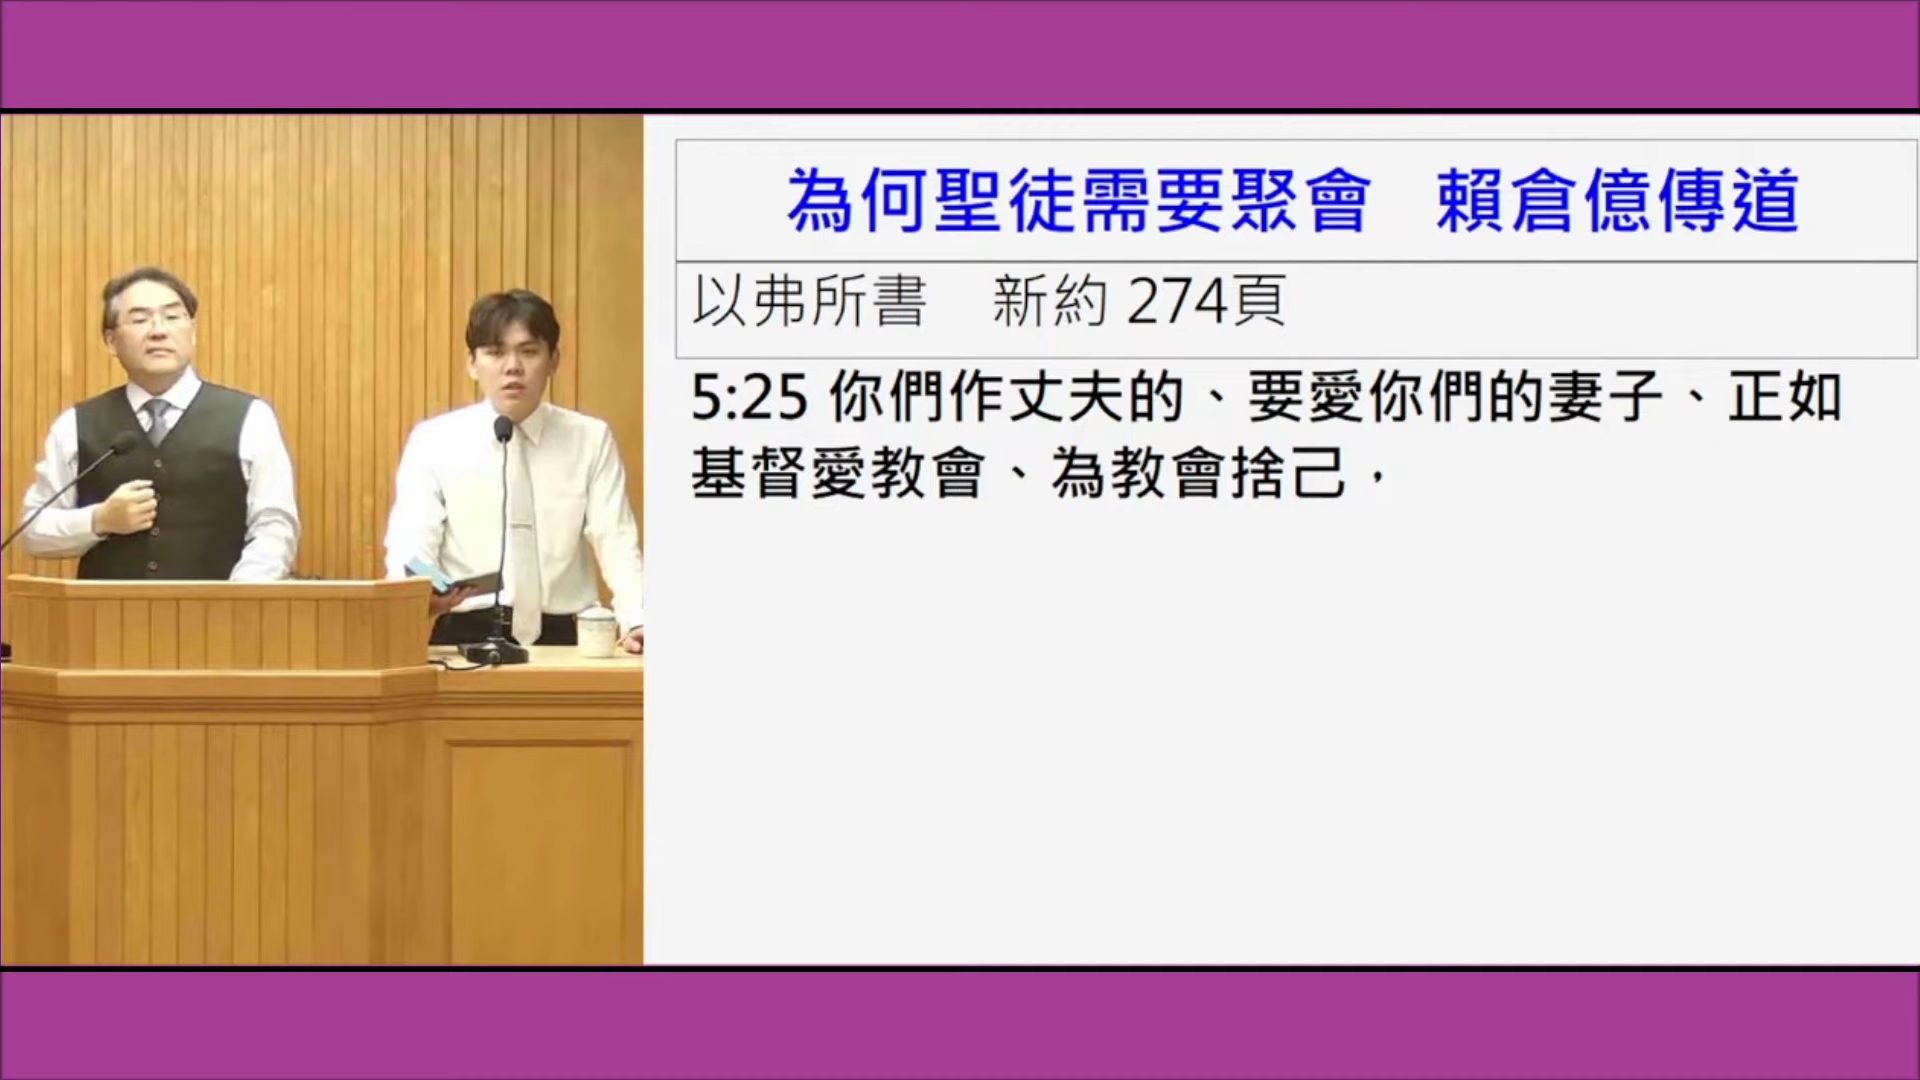 為何聖徒需要聚會 賴倉億傳道
以弗所書 新約 274頁
5:25 你們作丈夫的、要愛你們的妻子、正如
基督愛教會、為教會捨己，